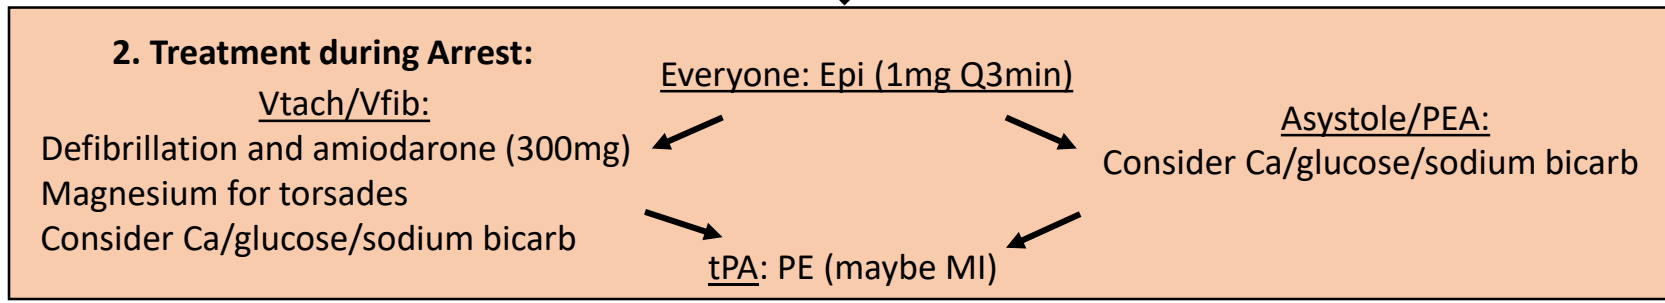 2. Treatment during Arrest:
Everyone: Epi (1mg Q3min)
Vtach/Vfib:
Defibrillation and amiodarone (300mg)
Magnesium for torsades
Consider Ca/glucose/sodium bicarb
Asystole/PEA:
Consider Ca/glucose/sodium bicarb
tPA: PE (maybe MI)